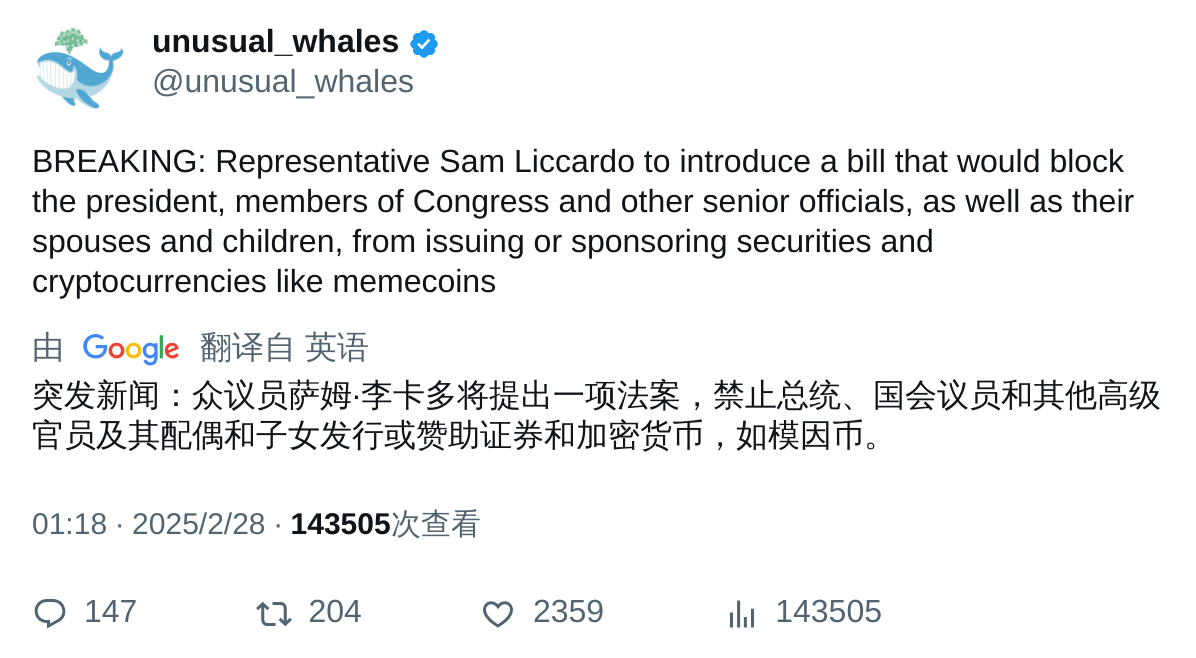 unusual_whales
@unusual_whales
BREAKING: Representative Sam Liccardo to introduce a bill that would block
the president, members of Congress and other senior officials, as well as their
spouses and children, from issuing or sponsoring securities and
cryptocurrencies like memecoins
由 Google 翻译自 英语
突发新闻：众议员萨姆·李卡多将提出一项法案，禁止总统、国会议员和其他高级
官员及其配偶和子女发行或赞助证券和加密货币，如模因币。
01:18 · 2025/2/28 · 143505次查看
147 204 2359 143505